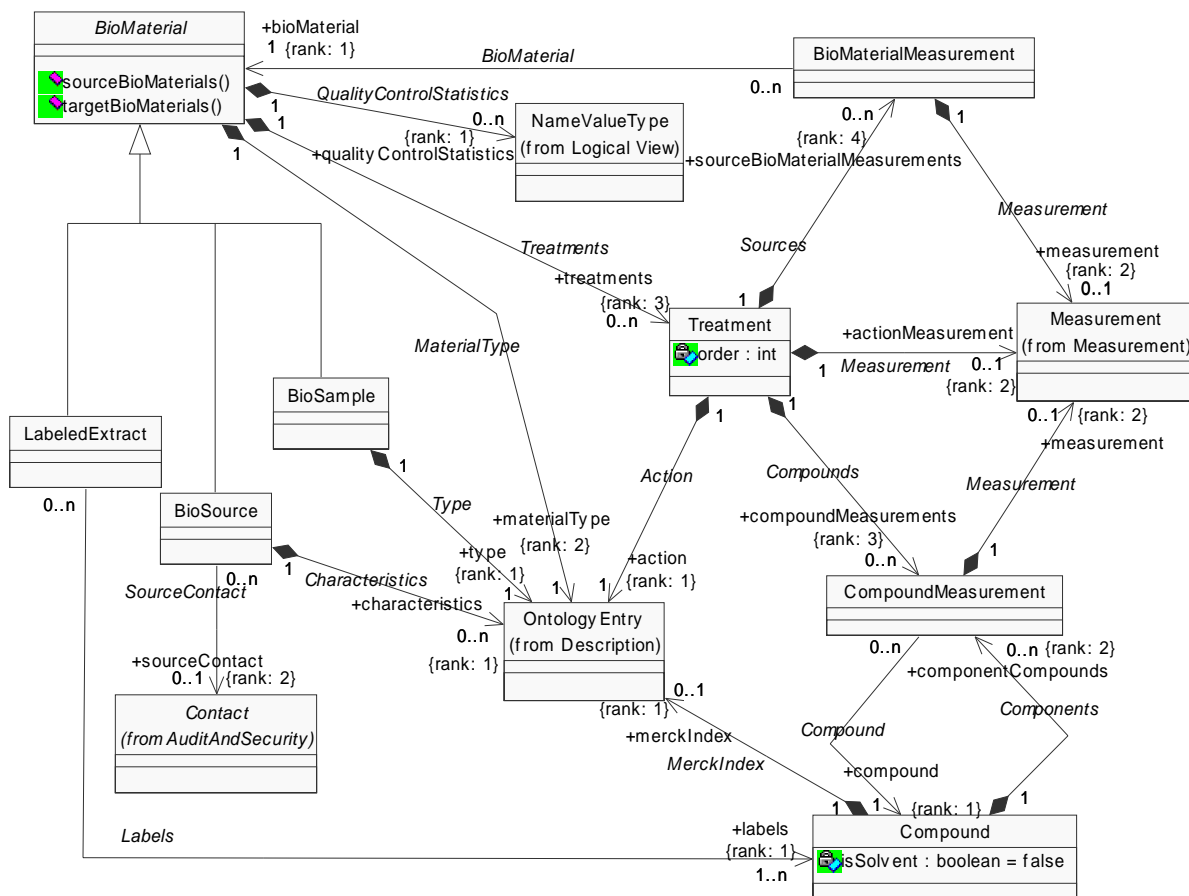 BioMaterial
sourceBioMaterials()
targetBioMaterials()
+bioMaterial
1 {rank: 1}
BioMaterial
BioMaterialMeasurement
0..n
QualityControlStatistics
1
0..n
{rank: 1}
+qualityControlStatistics
NameValueType
(from Logical View)
0..n
{rank: 4}
+sourceBioMaterialMeasurements
1
1
1
Measurement
+measurement
{rank: 2}
0..1
Sources
1
Treatments
+treatments
{rank: 3}
0..n
Treatment
order : int
+actionMeasurement
1
Measurement
0..1
{rank: 2}
Measurement
(from Measurement)
MaterialType
BioSample
1
LabeledExtract
0..n
BioSource
0..n
1
Type
+type
{rank: 1}
1
+materialType
{rank: 2}
1
1
Action
+action
{rank: 1}
1
1
Compounds
+compoundMeasurements
{rank: 3}
0..n
0..1
{rank: 2}
+measurement
Measurement
1
CompoundMeasurement
Characteristics
+characteristics
0..n
{rank: 1}
OntologyEntry
(from Description)
SourceContact
+sourceContact
0..1
{rank: 2}
Contact
(from AuditAndSecurity)
0..1
{rank: 1}
+merckIndex
MerckIndex
1
0..n
Compound
+compound
1
{rank: 1}
0..n
{rank: 2}
+componentCompounds
Components
1
Labels
+labels
{rank: 1}
1..n
Compound
isSolvent : boolean = false